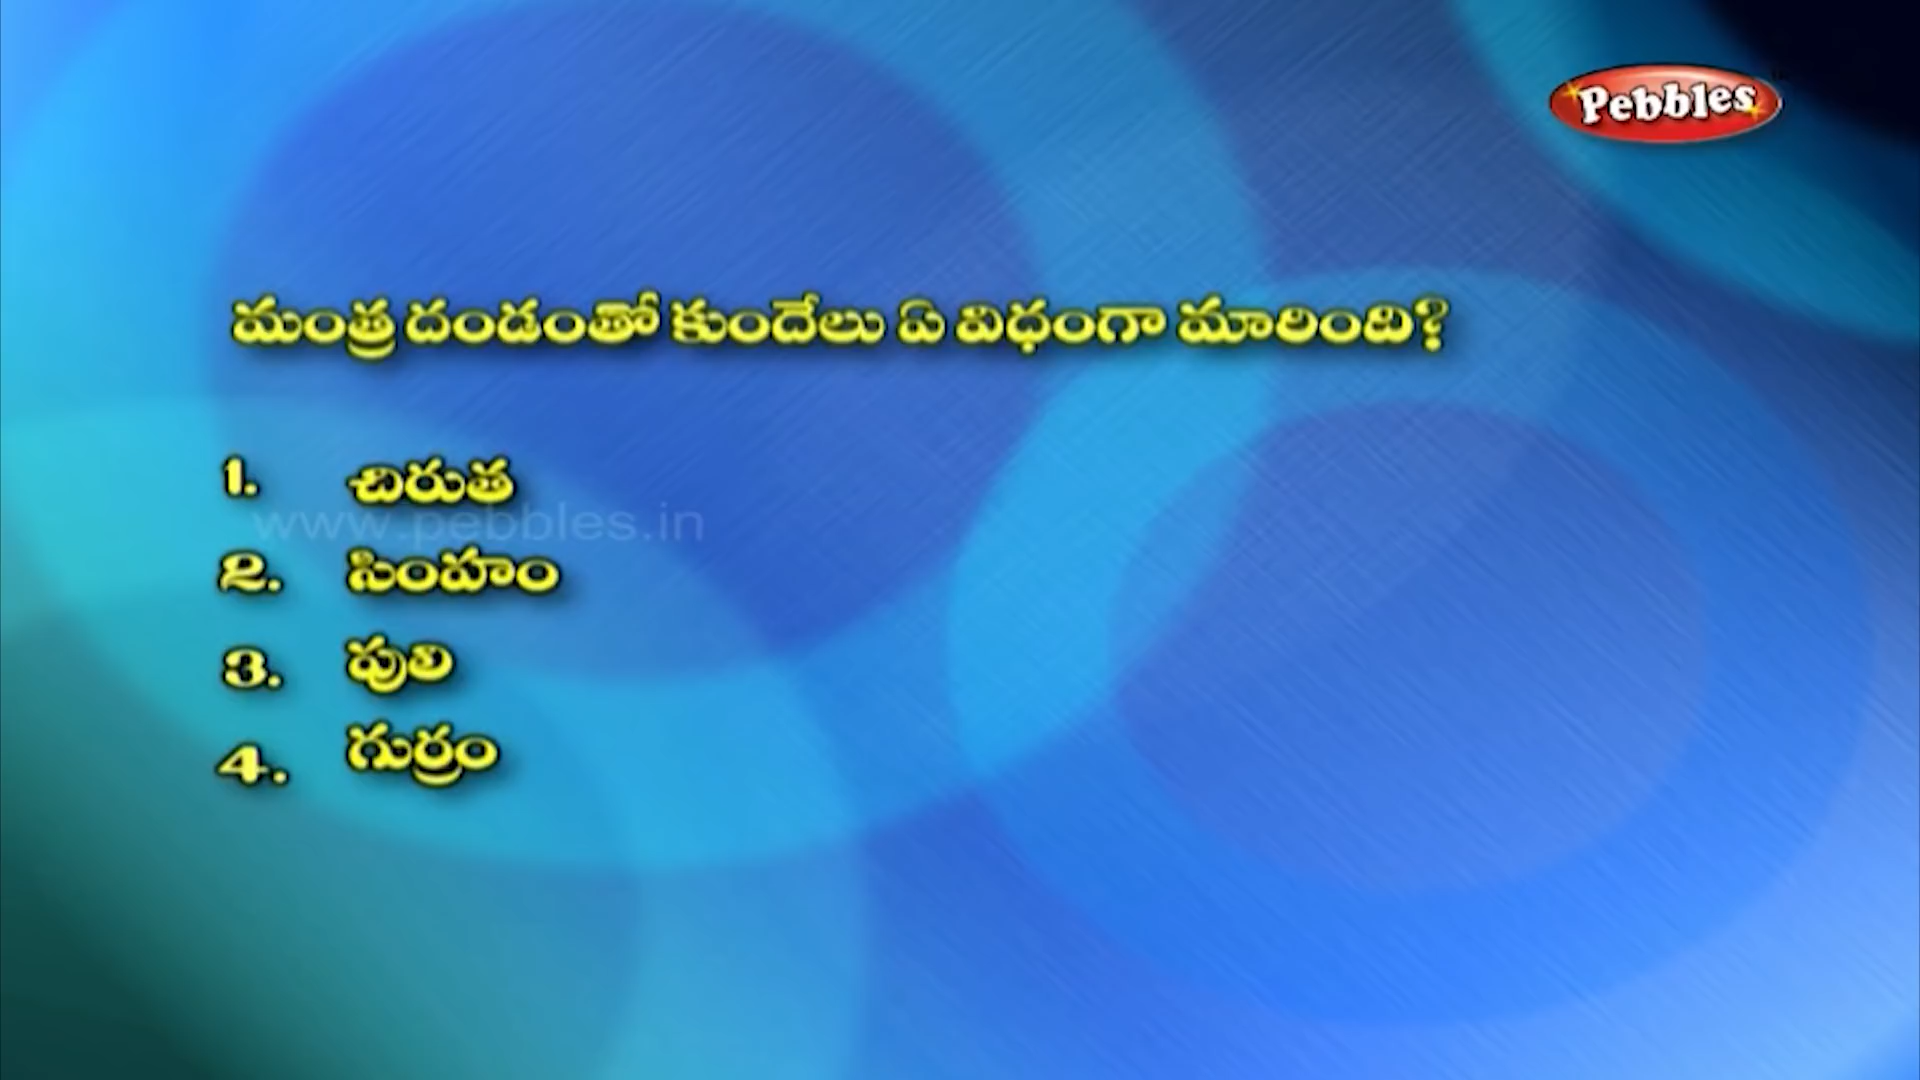 Pebbles
మంత్ర దండంతో కుందేలు ఏ విధంగా మారింది?
1. చిరుత
www.pebbles.in
2. సింహం
3. పులి
4. గుర్రం